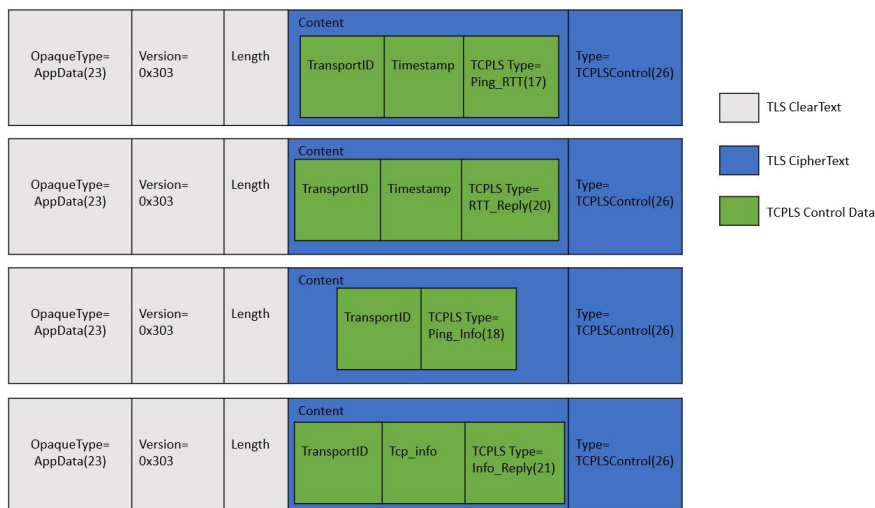 Content
OpaqueType=
AppData(23)
Version=
0x303
Length
TransportID
Timestamp
TCPLS Type=
Ping_RTT(17)
Type=
TCPLSControl(26)
Content
OpaqueType=
AppData(23)
Version=
0x303
Length
TransportID
Timestamp
TCPLS Type=
RTT_Reply(20)
Type=
TCPLSControl(26)
Content
OpaqueType=
AppData(23)
Version=
0x303
Length
TransportID
TCPLS Type=
Ping_Info(18)
Type=
TCPLSControl(26)
Content
OpaqueType=
AppData(23)
Version=
0x303
Length
TransportID
Tcp_info
TCPLS Type=
Info_Reply(21)
Type=
TCPLSControl(26)
TLS ClearText
TLS CipherText
TCPLS Control Data